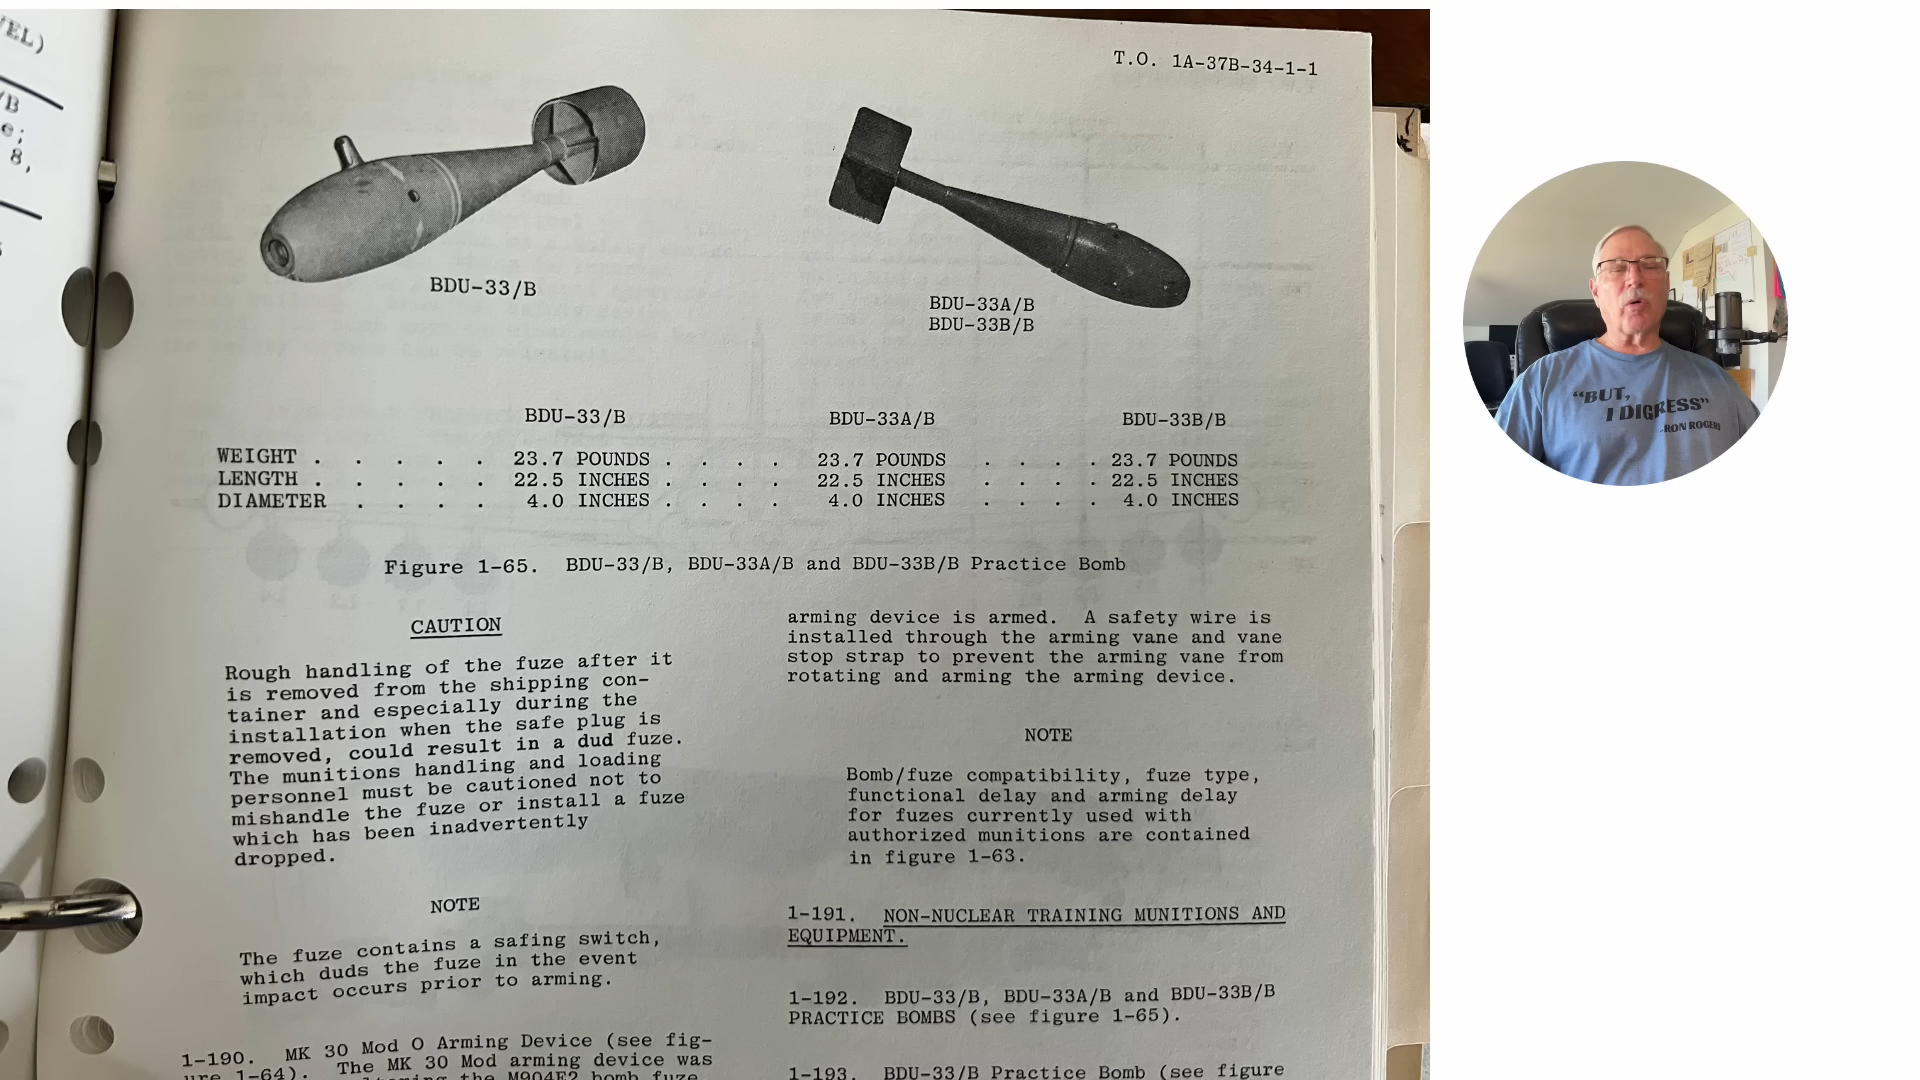 VEL)
/B
e;
8,
T.O. 1A-37B-34-1-1
BDU-33/B
BDU-33A/B
BDU-33B/B
BDU-33/B BDU-33A/B BDU-33B/B
WEIGHT . . . . . 23.7 POUNDS . . . . 23.7 POUNDS . . . . 23.7 POUNDS
LENGTH . . . . . 22.5 INCHES . . . . 22.5 INCHES . . . . 22.5 INCHES
DIAMETER . . . . 4.0 INCHES . . . . 4.0 INCHES . . . . 4.0 INCHES
Figure 1-65. BDU-33/B, BDU-33A/B and BDU-33B/B Practice Bomb
CAUTION
Rough handling of the fuze after it
is removed from the shipping con-
tainer and especially during the
installation when the safe plug is
removed, could result in a dud fuze.
The munitions handling and loading
personnel must be cautioned not to
mishandle the fuze or install a fuze
which has been inadvertently
dropped.
NOTE
The fuze contains a safing switch,
which duds the fuze in the event
impact occurs prior to arming.
1-190. MK 30 Mod O Arming Device (see fig-
ure 1-64). The MK 30 Mod arming device was
the M904E2 bomb fuze
arming device is armed. A safety wire is
installed through the arming vane and vane
stop strap to prevent the arming vane from
rotating and arming the arming device.
NOTE
Bomb/fuze compatibility, fuze type,
functional delay and arming delay
for fuzes currently used with
authorized munitions are contained
in figure 1-63.
1-191. NON-NUCLEAR TRAINING MUNITIONS AND
EQUIPMENT.
1-192. BDU-33/B, BDU-33A/B and BDU-33B/B
PRACTICE BOMBS (see figure 1-65).
1-193. BDU-33/B Practice Bomb (see figure
"BUT,
I DIGRESS"
-RON ROGERS